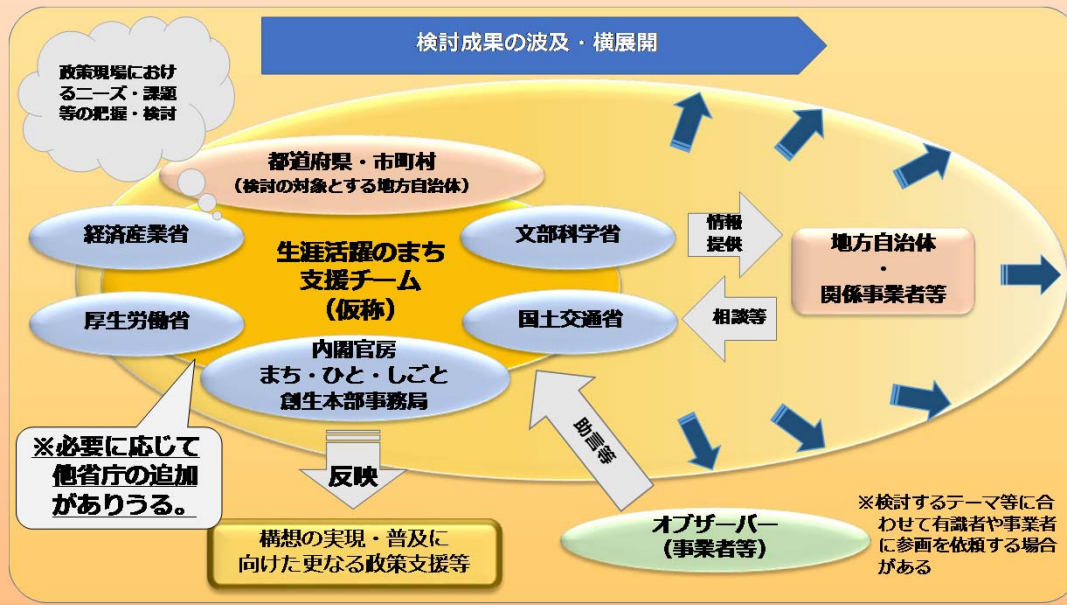 検討成果の波及・横展開
政策現場におけ
るニーズ・課題
等の把握・検討
都道府県・市町村
（検討の対象とする地方自治体）
経済産業省
文部科学省
生涯活躍のまち
支援チーム
（仮称）
厚生労働省
国土交通省
内閣官房
まち・ひと・しごと
創生本部事務局
情報
提供
相談等
地方自治体
・
関係事業者等
※必要に応じて
他省庁の追加
がありうる。
反映
助言等
構想の実現・普及に
向けた更なる政策支援等
オブザーバー
（事業者等）
※検討するテーマ等に合
わせて有識者や事業者
に参画を依頼する場合
がある